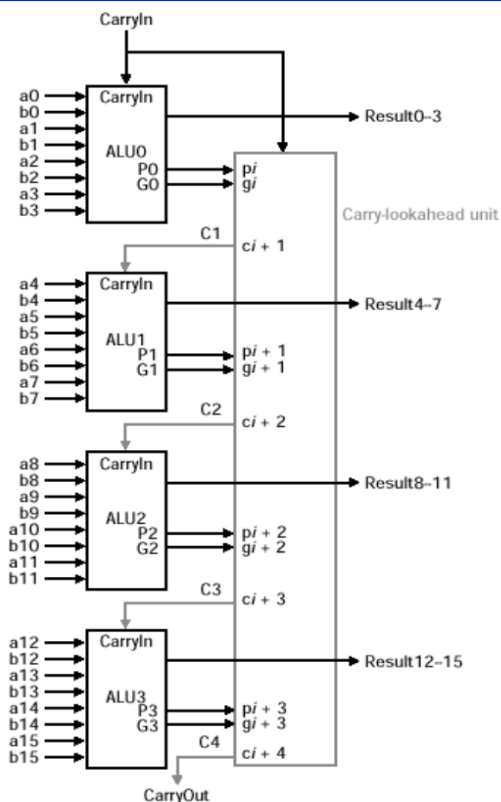 CarryIn
a0
b0
a1
b1
a2
b2
a3
b3
CarryIn
ALU0
P0
G0
Result0--3
pi
gi
Carry-lookahead unit
C1
ci + 1
a4
b4
a5
b5
a6
b6
a7
b7
CarryIn
ALU1
P1
G1
Result4--7
pi + 1
gi + 1
C2
ci + 2
a8
b8
a9
b9
a10
b10
a11
b11
CarryIn
ALU2
P2
G2
Result8--11
pi + 2
gi + 2
C3
ci + 3
a12
b12
a13
b13
a14
b14
a15
b15
CarryIn
ALU3
P3
G3
Result12--15
pi + 3
gi + 3
C4
ci + 4
CarryOut